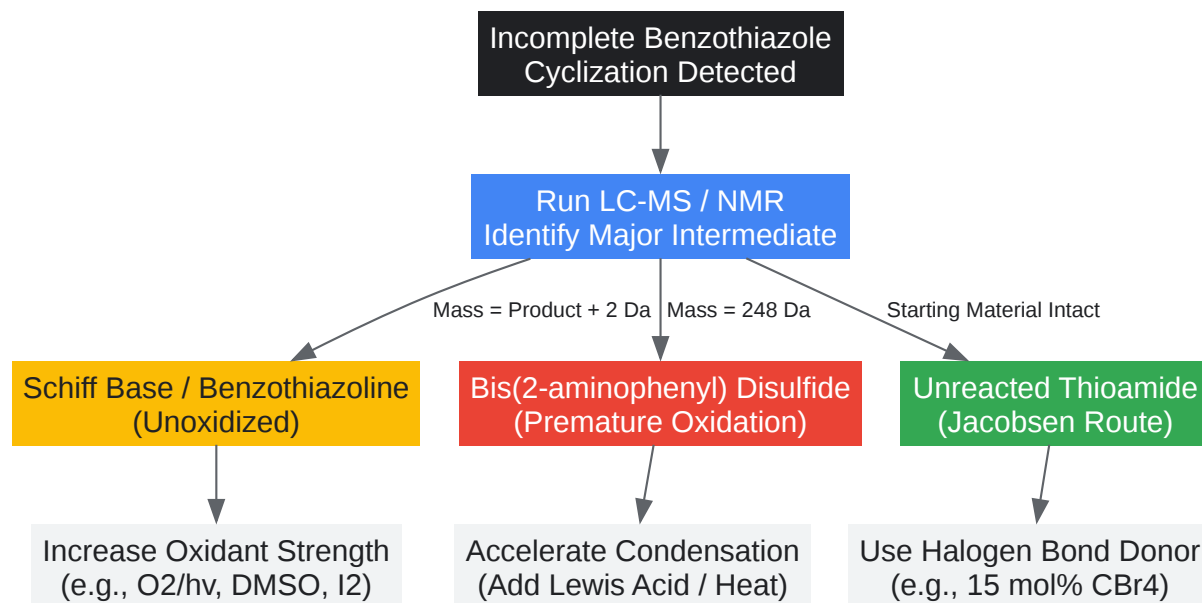 Incomplete Benzothiazole
Cyclization Detected
Run LC-MS / NMR
Identify Major Intermediate
Mass = Product + 2 Da
Mass = 248 Da
Starting Material Intact
Schiff Base / Benzothiazoline
(Unoxidized)
Bis(2-aminophenyl) Disulfide
(Premature Oxidation)
Unreacted Thioamide
(Jacobsen Route)
Increase Oxidant Strength
(e.g., O2/hv, DMSO, I2)
Accelerate Condensation
(Add Lewis Acid / Heat)
Use Halogen Bond Donor
(e.g., 15 mol% CBr4)